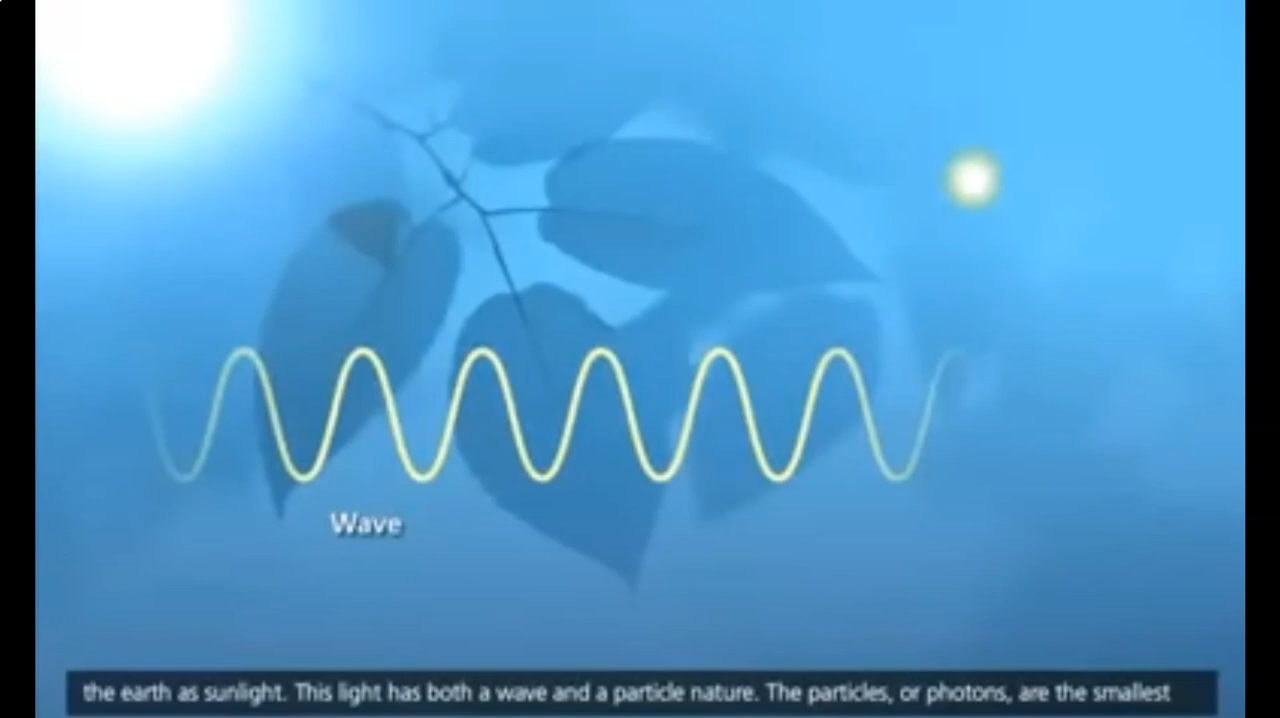 Wave
the earth as sunlight. This light has both a wave and a particle nature. The particles, or photons, are the smallest